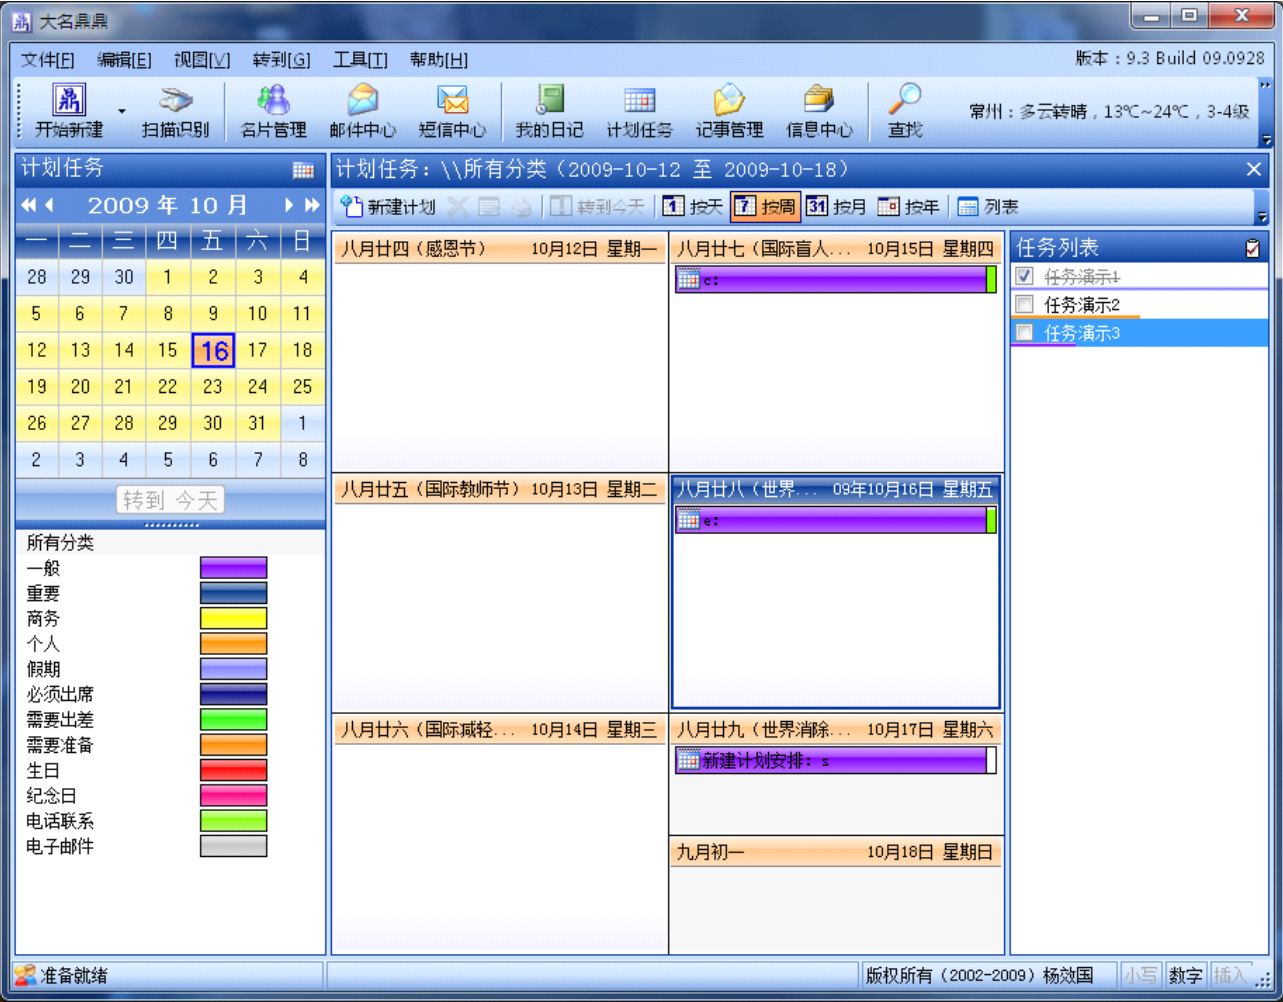 大名鼎鼎
文件[F] 编辑[E] 视图[V] 转到[G] 工具[T] 帮助[H] 版本：9.3 Build 09.0928
开始新建 扫描识别 名片管理 邮件中心 短信中心 我的日记 计划任务 记事管理 信息中心 查找 常州：多云转晴，13℃~24℃，3-4级
计划任务
2009 年 10 月
一 二 三 四 五 六 日
28 29 30 1 2 3 4
5 6 7 8 9 10 11
12 13 14 15 16 17 18
19 20 21 22 23 24 25
26 27 28 29 30 31 1
2 3 4 5 6 7 8
转到 今天
所有分类
一般
重要
商务
个人
假期
必须出席
需要出差
需要准备
生日
纪念日
电话联系
电子邮件
计划任务：\\所有分类（2009-10-12 至 2009-10-18）
新建计划 转到今天 1 按天 7 按周 31 按月 按年 列表
八月廿四（感恩节） 10月12日 星期一
八月廿五（国际教师节） 10月13日 星期二
八月廿六（国际减轻... 10月14日 星期三
八月廿七（国际盲人... 10月15日 星期四
c:
八月廿八（世界... 09年10月16日 星期五
e:
八月廿九（世界消除... 10月17日 星期六
新建计划安排: s
九月初一 10月18日 星期日
任务列表
任务演示1
任务演示2
任务演示3
准备就绪 版权所有（2002-2009）杨效国 小写 数字 插入